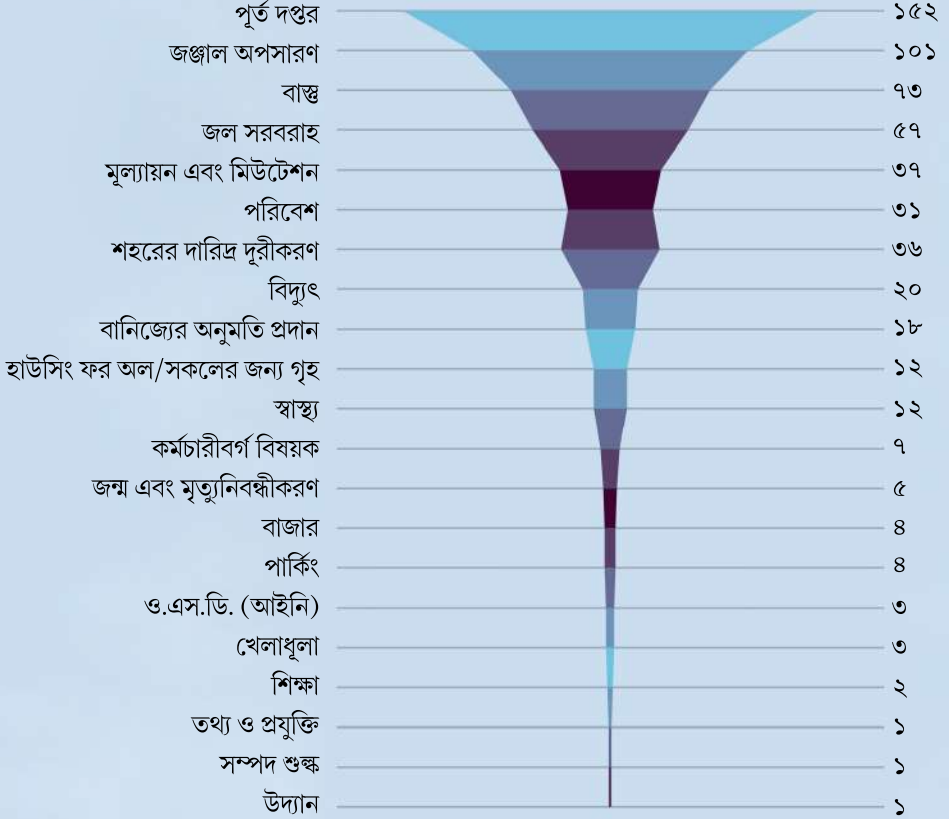 পূর্ত দপ্তর ১৫২
জঞ্জাল অপসারণ ১০১
বাস্তু ৭৩
জল সরবরাহ ৫৭
মূল্যায়ন এবং মিউটেশন ৩৭
পরিবেশ ৩১
শহরের দারিদ্র দূরীকরণ ৩৬
বিদ্যুৎ ২০
বানিজ্যের অনুমতি প্রদান ১৮
হাউসিং ফর অল/সকলের জন্য গৃহ ১২
স্বাস্থ্য ১২
কর্মচারীবর্গ বিষয়ক ৭
জন্ম এবং মৃত্যুনিবন্ধীকরণ ৫
বাজার ৪
পার্কিং ৪
ও.এস.ডি. (আইনি) ৩
খেলাধূলা ৩
শিক্ষা ২
তথ্য ও প্রযুক্তি ১
সম্পদ শুল্ক ১
উদ্যান ১